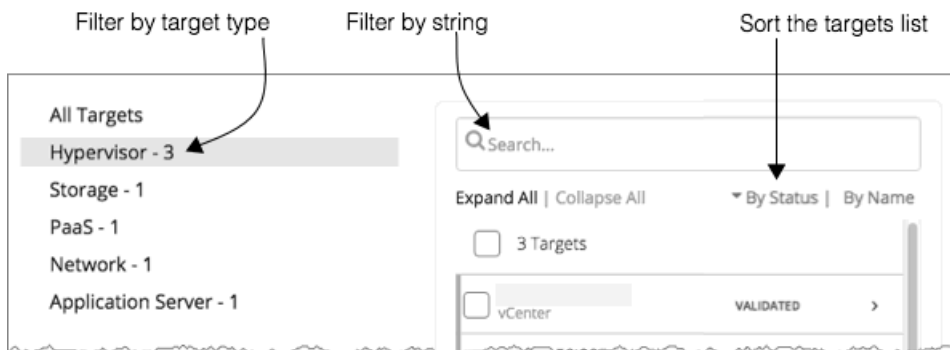 Filter by target type
Filter by string
Sort the targets list
All Targets
Hypervisor - 3
Storage - 1
PaaS - 1
Network - 1
Application Server - 1
Search...
Expand All | Collapse All
By Status | By Name
3 Targets
vCenter
VALIDATED